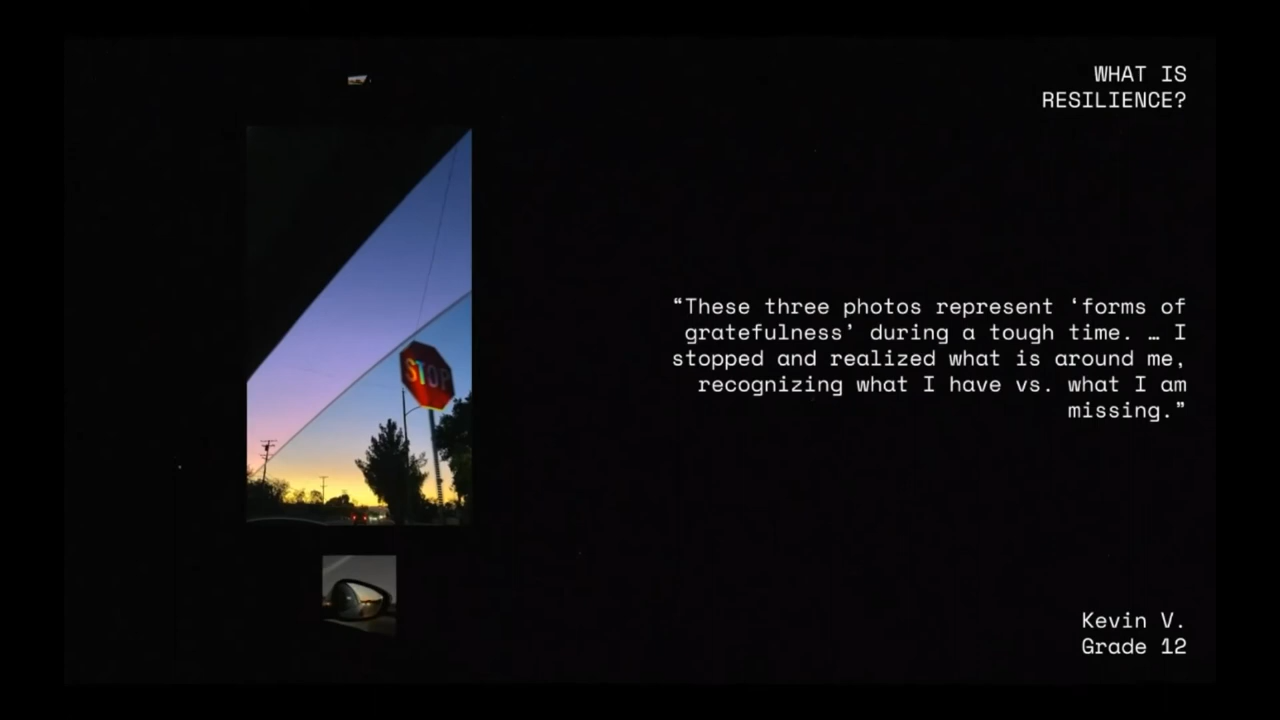 WHAT IS
RESILIENCE?
STOP
“These three photos represent ‘forms of
gratefulness’ during a tough time. … I
stopped and realized what is around me,
recognizing what I have vs. what I am
missing.”
Kevin V.
Grade 12